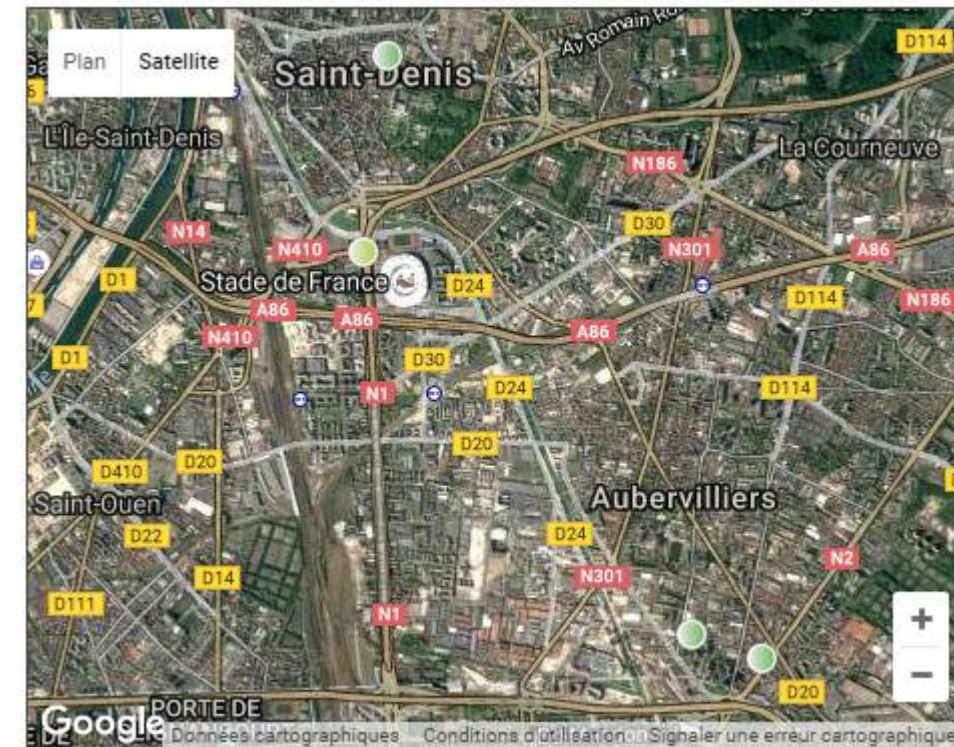 Av Romain Ro
D114
Plan Satellite
Saint-Denis
L'Île-Saint-Denis
La Courneuve
N186
D30
N14
N410
N301
A86
D1
Stade de France
D24
D114
N186
A86
A86
N410
A86
D1
D30
D24
D114
N1
D20
D20
D410
Aubervilliers
Saint-Ouen
D22
D24
N2
D14
N301
D111
N1
+
−
D20
PORTE DE
Google
Données cartographiques Conditions d'utilisation Signaler une erreur cartographique